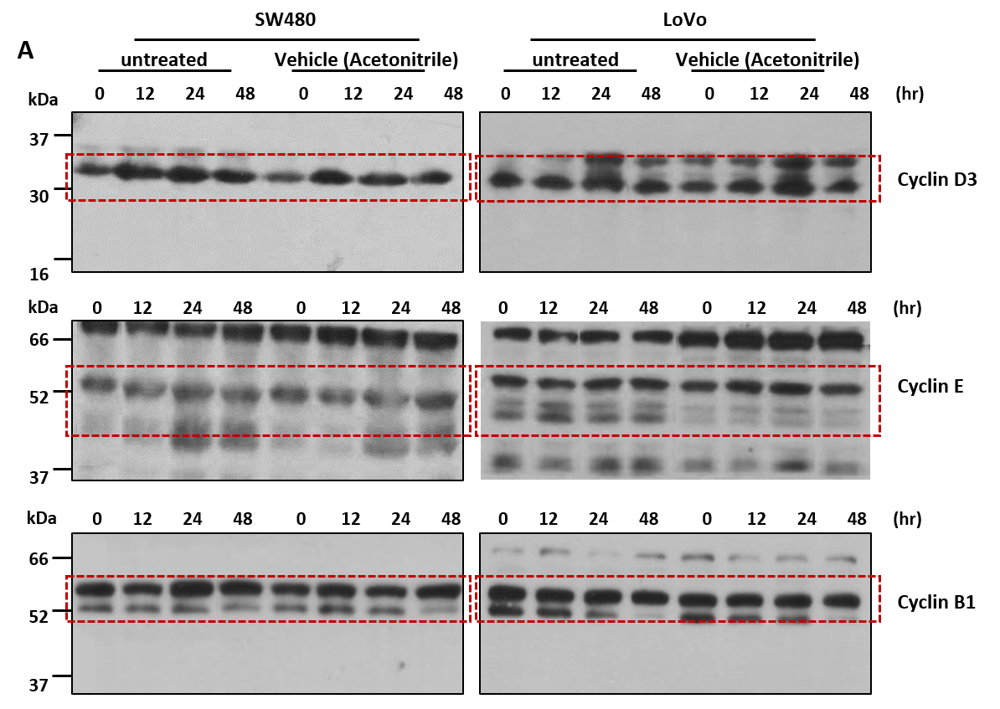 SW480 LoVo
A
untreated Vehicle (Acetonitrile) untreated Vehicle (Acetonitrile)
kDa 0 12 24 48 0 12 24 48 0 12 24 48 0 12 24 48 (hr)
37
Cyclin D3
30
16
kDa 0 12 24 48 0 12 24 48 0 12 24 48 0 12 24 48 (hr)
66
Cyclin E
52
37
kDa 0 12 24 48 0 12 24 48 0 12 24 48 0 12 24 48 (hr)
66
Cyclin B1
52
37